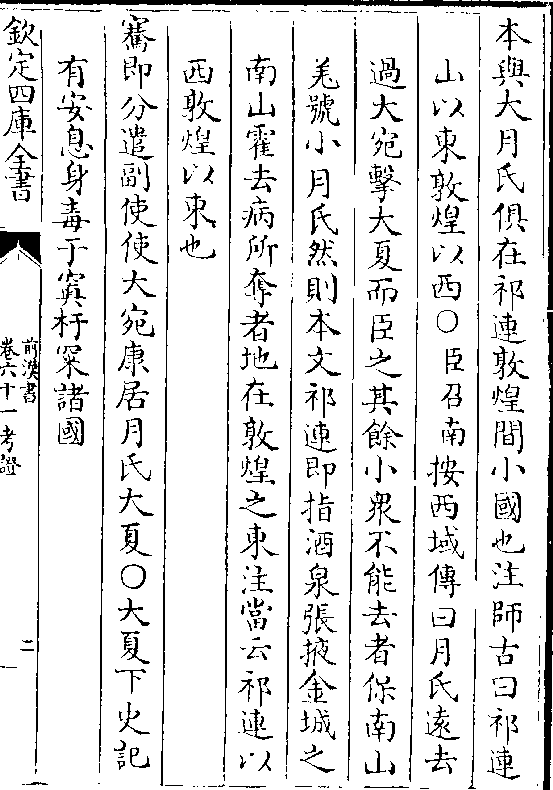 本與大月氏俱在祁連敦煌間小國也注師古曰祁連
山以東敦煌以西○臣召南按西域傳曰月氏遠去
過大宛擊大夏而臣之其餘小衆不能去者保南山
羌號小月氏然則本文祁連即指酒泉張掖金城之
南山霍去病所奪者地在敦煌之東注當云祁連以
西敦煌以東也
騫即分遣副使使大宛康居月氏大夏○大夏下史記
有安息身毒于窴扜罙諸國
欽定四庫全書
前漢書
卷六十一考證
二